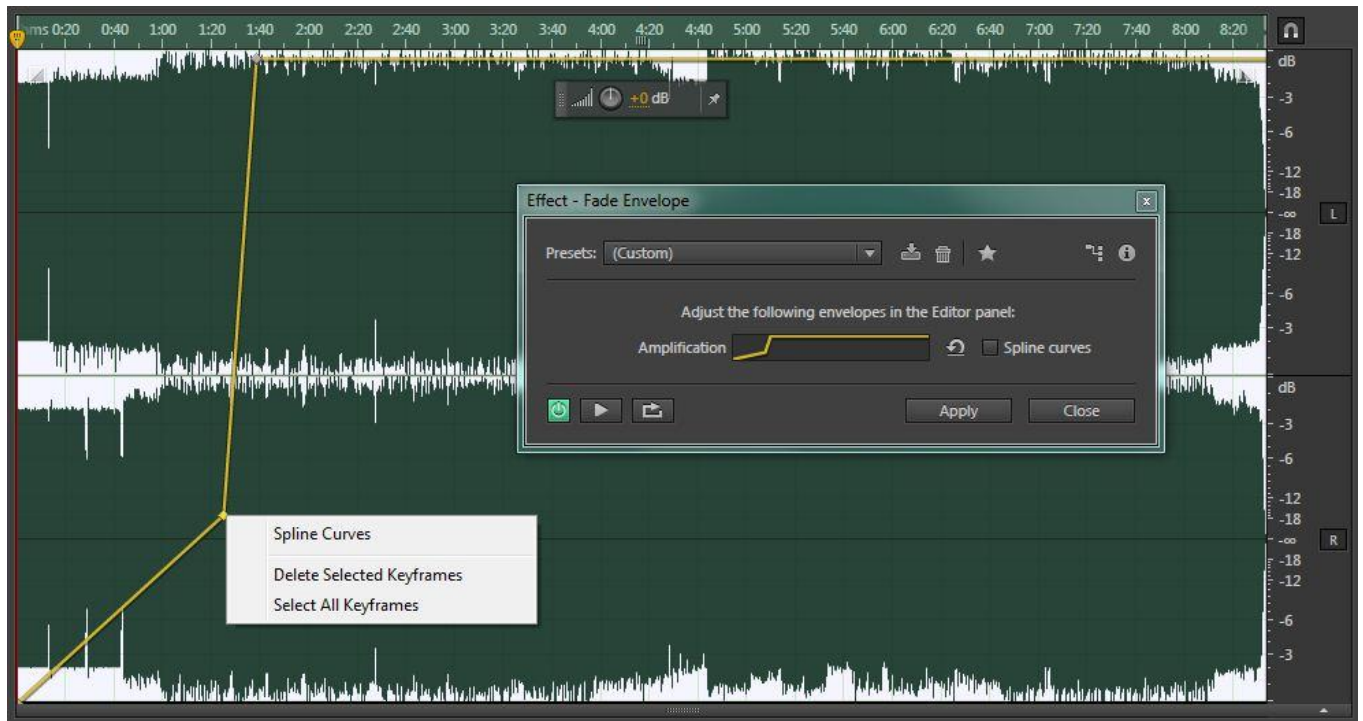 ms 0:20 0:40 1:00 1:20 1:40 2:00 2:20 2:40 3:00 3:20 3:40 4:00 4:20 4:40 5:00 5:20 5:40 6:00 6:20 6:40 7:00 7:20 7:40 8:00 8:20
dB
+0 dB
-3
-6
-12
-18
-∞ L
-18
-12
-6
-3
Effect - Fade Envelope
Presets: (Custom)
Adjust the following envelopes in the Editor panel:
Amplification Spline curves
Apply Close
dB
-3
-6
-12
-18
-∞ R
-18
-12
-6
-3
Spline Curves
Delete Selected Keyframes
Select All Keyframes